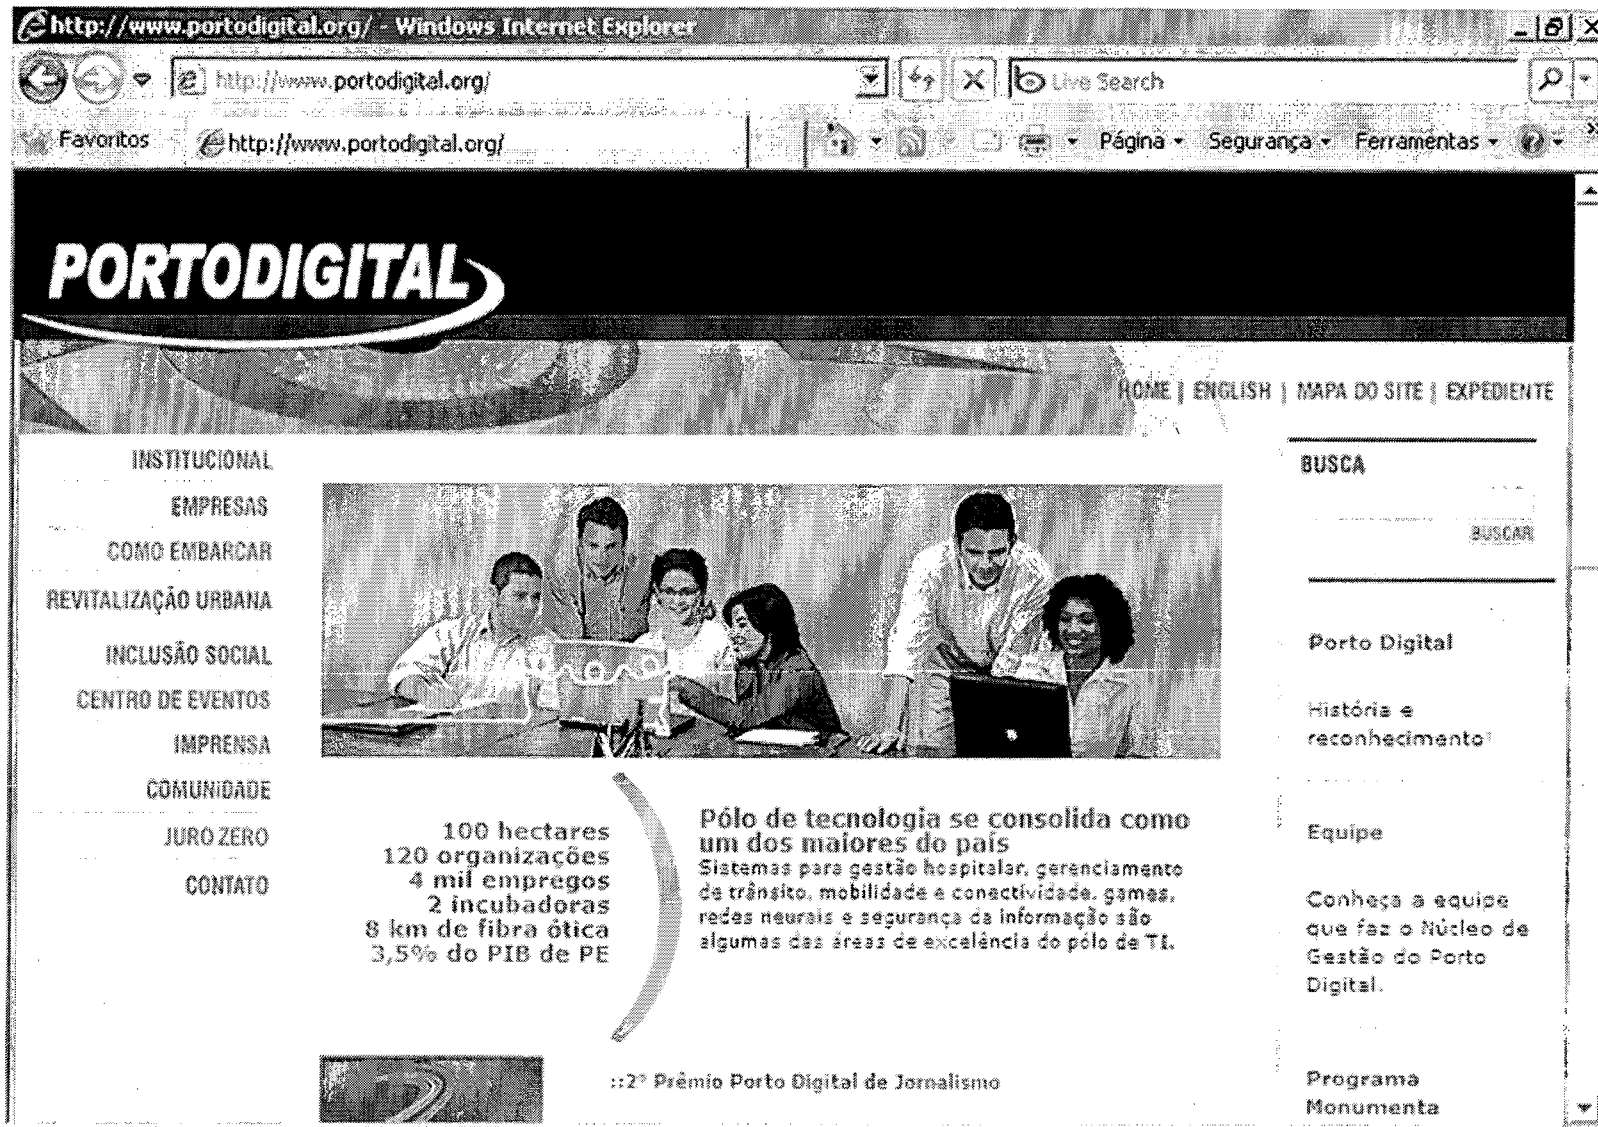 http://www.portodigital.org/ - Windows Internet Explorer
http://www.portodigital.org/
Live Search
Favoritos
http://www.portodigital.org/
Página
Segurança
Ferramentas
PORTODIGITAL
HOME | ENGLISH | MAPA DO SITE | EXPEDIENTE
INSTITUCIONAL
EMPRESAS
COMO EMBARCAR
REVITALIZAÇÃO URBANA
INCLUSÃO SOCIAL
CENTRO DE EVENTOS
IMPRENSA
COMUNIDADE
JURO ZERO
CONTATO
100 hectares
120 organizações
4 mil empregos
2 incubadoras
8 km de fibra ótica
3,5% do PIB de PE
Pólo de tecnologia se consolida como
um dos maiores do país
Sistemas para gestão hospitalar, gerenciamento
de trânsito, mobilidade e conectividade, games,
redes neurais e segurança da informação são
algumas das áreas de excelência do pólo de TI.
::2º Prêmio Porto Digital de Jornalismo
BUSCA
BUSCAR
Porto Digital
História e
reconhecimento
Equipe
Conheça a equipe
que faz o Núcleo de
Gestão do Porto
Digital.
Programa
Monumenta